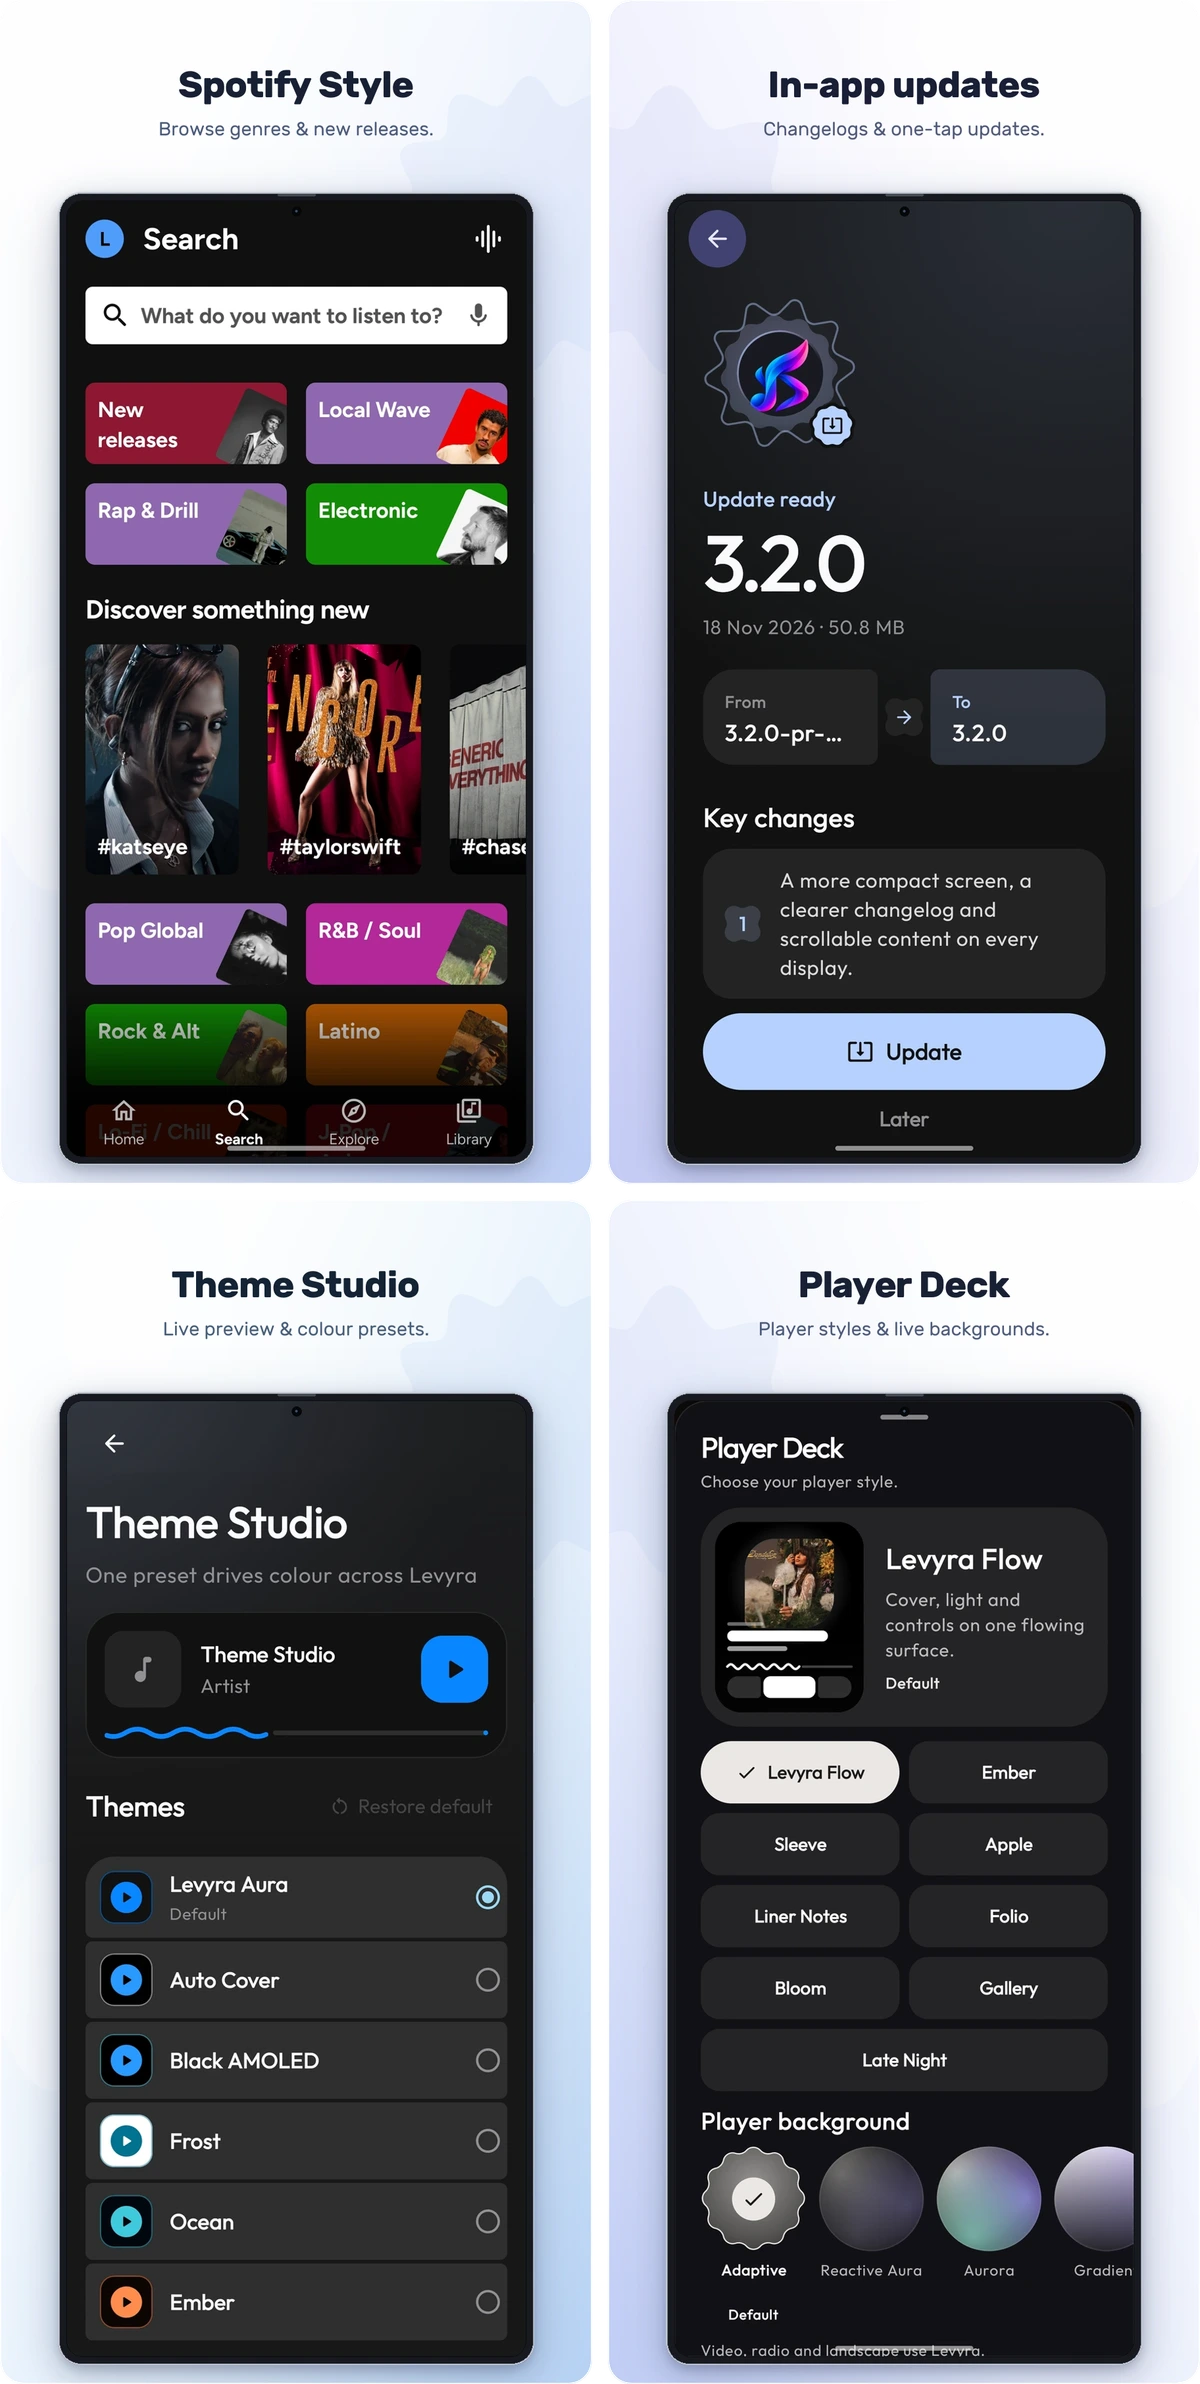 Spotify Style
Browse genres & new releases.
L
Search
What do you want to listen to?
New
releases
Local Wave
Rap & Drill
Electronic
Discover something new
#katseye
ENCORE
#taylorswift
GENERIC
EVERYTHING
#chase
Pop Global
R&B / Soul
Rock & Alt
Latino
Lo-Fi / Chill
J-Pop /
Home
Search
Explore
Library
In-app updates
Changelogs & one-tap updates.
Update ready
3.2.0
18 Nov 2026 · 50.8 MB
From
3.2.0-pr-...
To
3.2.0
Key changes
1
A more compact screen, a
clearer changelog and
scrollable content on every
display.
Update
Later
Theme Studio
Live preview & colour presets.
Theme Studio
One preset drives colour across Levyra
Theme Studio
Artist
Themes
Restore default
Levyra Aura
Default
Auto Cover
Black AMOLED
Frost
Ocean
Ember
Player Deck
Player styles & live backgrounds.
Player Deck
Choose your player style.
Levyra Flow
Cover, light and
controls on one flowing
surface.
Default
Levyra Flow
Ember
Sleeve
Apple
Liner Notes
Folio
Bloom
Gallery
Late Night
Player background
Adaptive
Reactive Aura
Aurora
Gradien
Default
Video, radio and landscape use Levyra.